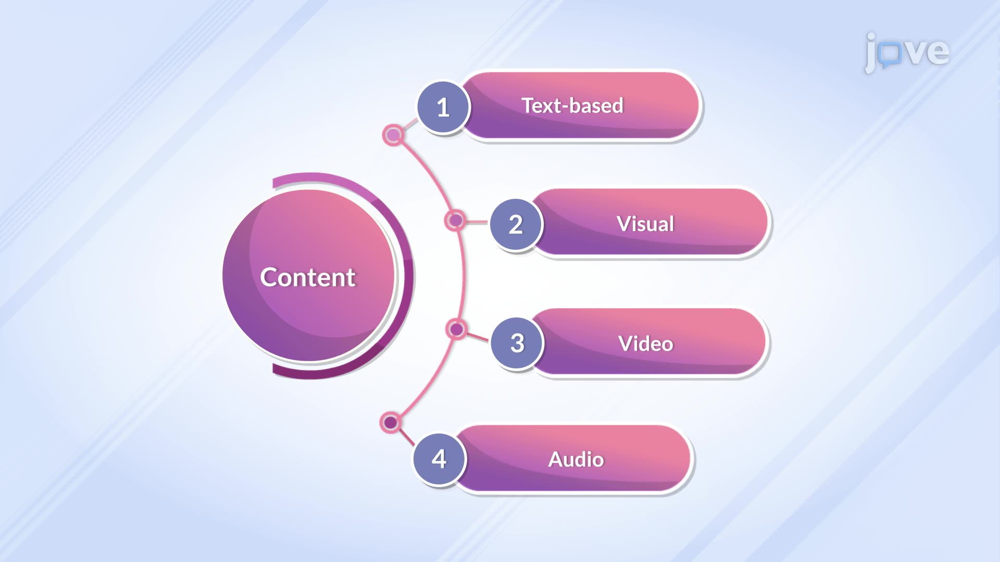 jove
1
Text-based
2
Visual
Content
3
Video
4
Audio